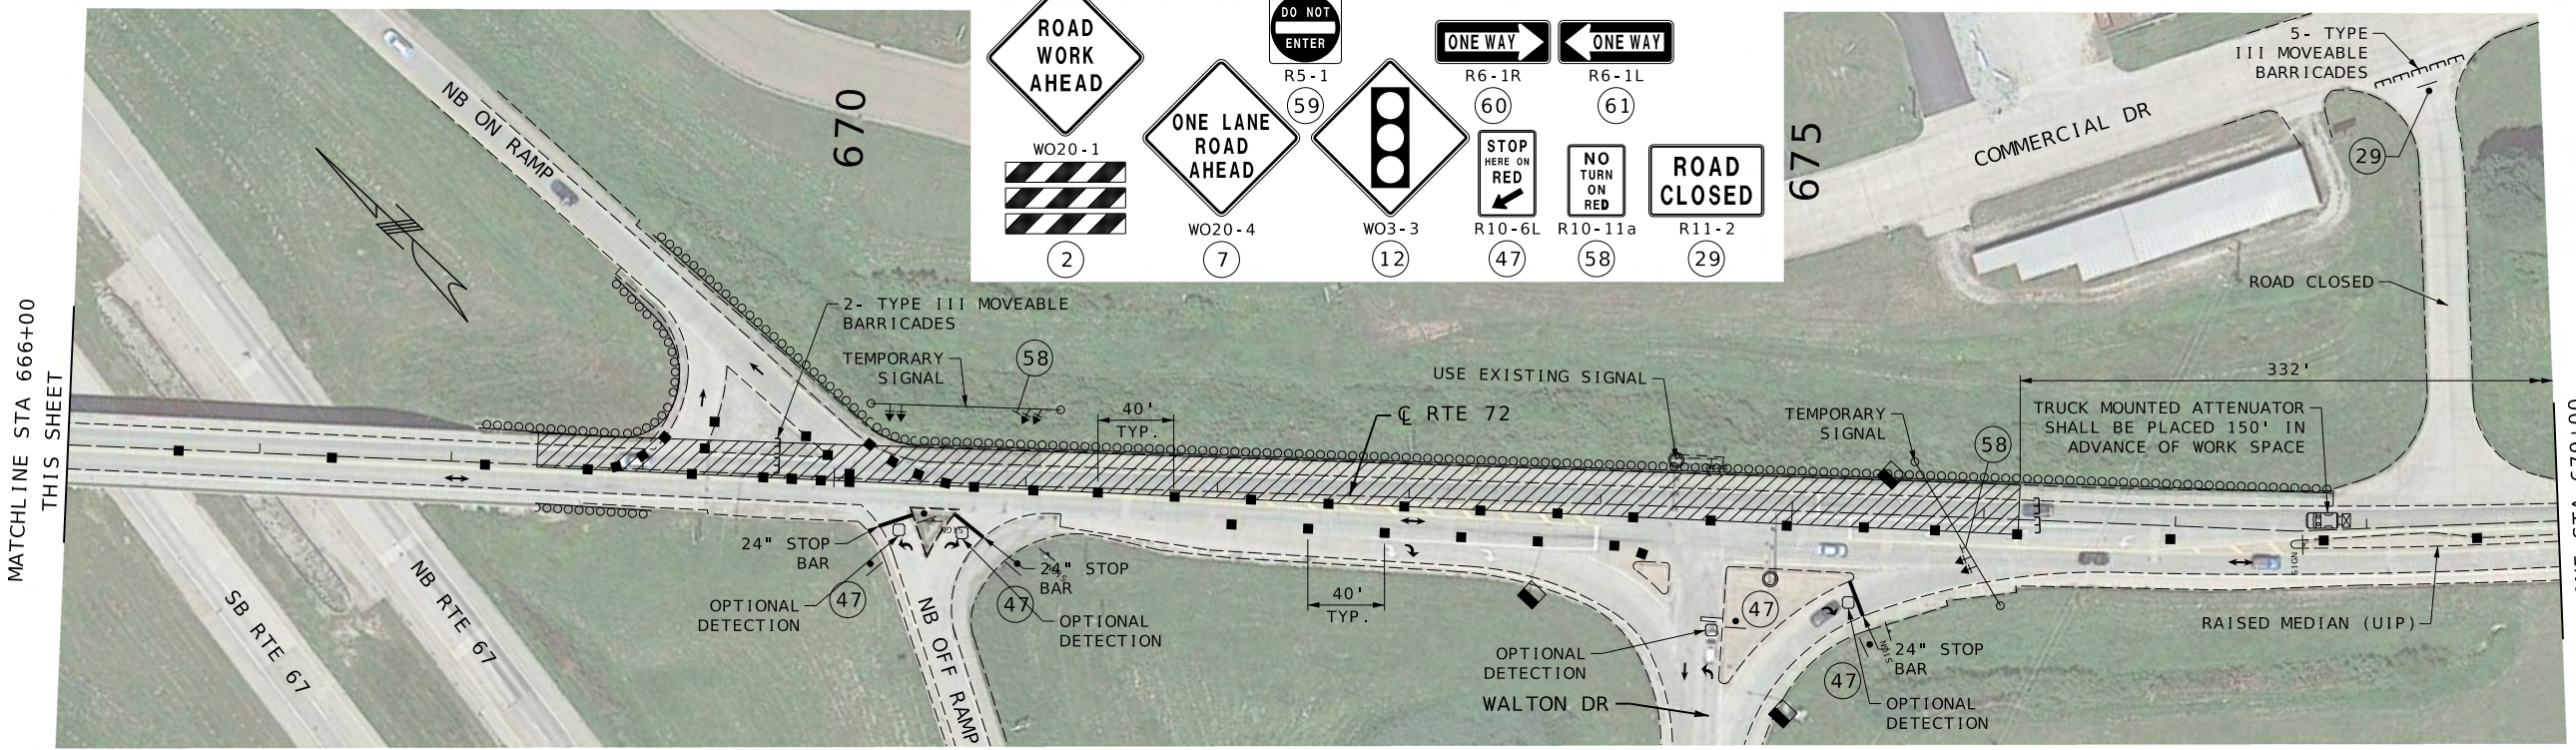 ROAD
WORK
AHEAD
WO20-1
2
ONE LANE
ROAD
AHEAD
WO20-4
7
DO NOT
ENTER
R5-1
59
WO3-3
12
ONE WAY
R6-1R
60
ONE WAY
R6-1L
61
STOP
HERE ON
RED
R10-6L
47
NO
TURN
ON
RED
R10-11a
58
ROAD
CLOSED
R11-2
29
670
675
NB ON RAMP
COMMERCIAL DR
5- TYPE
III MOVEABLE
BARRICADES
29
ROAD CLOSED
MATCHLINE STA 666+00
THIS SHEET
2- TYPE III MOVEABLE
BARRICADES
TEMPORARY
SIGNAL
58
40'
TYP.
℄ RTE 72
USE EXISTING SIGNAL
TEMPORARY
SIGNAL
58
332'
TRUCK MOUNTED ATTENUATOR
SHALL BE PLACED 150' IN
ADVANCE OF WORK SPACE
24" STOP
BAR
SIGN
24" STOP
BAR
SIGN
47
47
OPTIONAL
DETECTION
OPTIONAL
DETECTION
40'
TYP.
NB OFF RAMP
SB RTE 67
NB RTE 67
47
SIGN
RAISED MEDIAN (UIP)
OPTIONAL
DETECTION
24" STOP
BAR
SIGN
47
OPTIONAL
DETECTION
WALTON DR